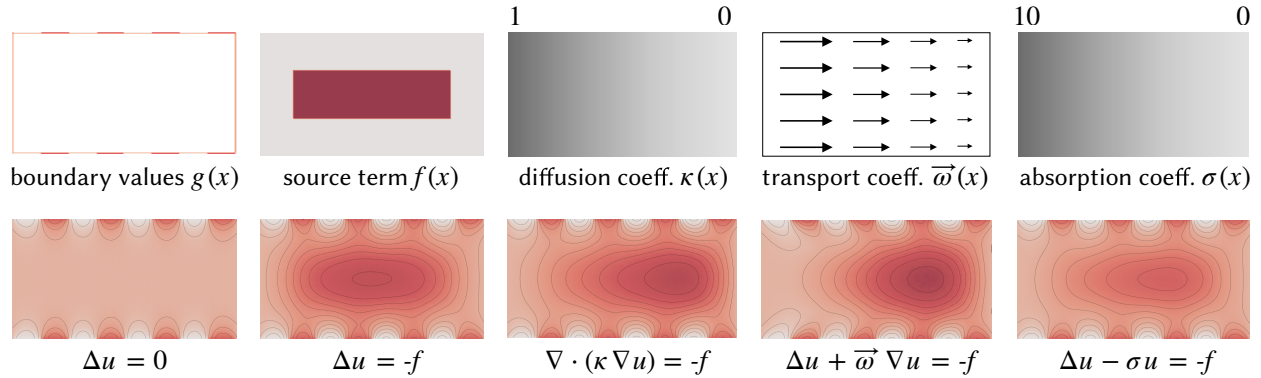 1 0 10 0
boundary values g(x) source term f(x) diffusion coeff. κ(x) transport coeff. ω⃗(x) absorption coeff. σ(x)
Δu = 0 Δu = -f ∇ · (κ ∇u) = -f Δu + ω⃗ ∇u = -f Δu − σu = -f